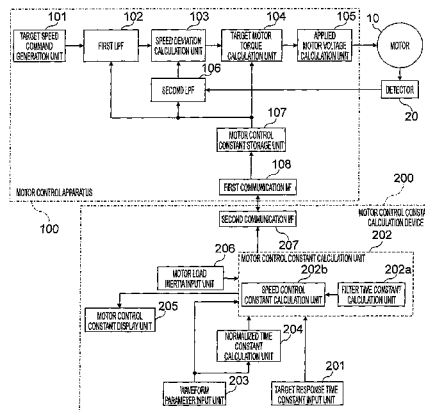 101
102
103
104
105
10
TARGET SPEED
COMMAND
GENERATION UNIT
FIRST LPF
SPEED DEVIATION
CALCULATION UNIT
TARGET MOTOR
TORQUE
CALCULATION UNIT
APPLIED
MOTOR VOLTAGE
CALCULATION UNIT
MOTOR
106
SECOND LPF
DETECTOR
20
107
MOTOR CONTROL
CONSTANT STORAGE
UNIT
108
FIRST COMMUNICATION I/F
MOTOR CONTROL APPARATUS
100
200
SECOND COMMUNICATION I/F
207
MOTOR CONTROL CONSTANT
CALCULATION DEVICE
202
206
MOTOR CONTROL CONSTANT CALCULATION UNIT
MOTOR LOAD
INERTIA INPUT UNIT
202b
202a
SPEED CONTROL
CONSTANT CALCULATION UNIT
FILTER TIME CONSTANT
CALCULATION UNIT
205
MOTOR CONTROL
CONSTANT DISPLAY UNIT
204
NORMALIZED TIME
CONSTANT
CALCULATION UNIT
203
WAVEFORM
PARAMETER INPUT UNIT
201
TARGET RESPONSE TIME
CONSTANT INPUT UNIT